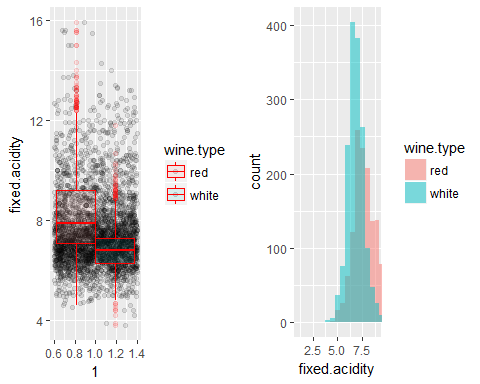 16
12
8
4
fixed.acidity
0.6 0.8 1.0 1.2 1.4
1
wine.type
red
white
400
300
200
100
0
count
2.5 5.0 7.5
fixed.acidity
wine.type
red
white